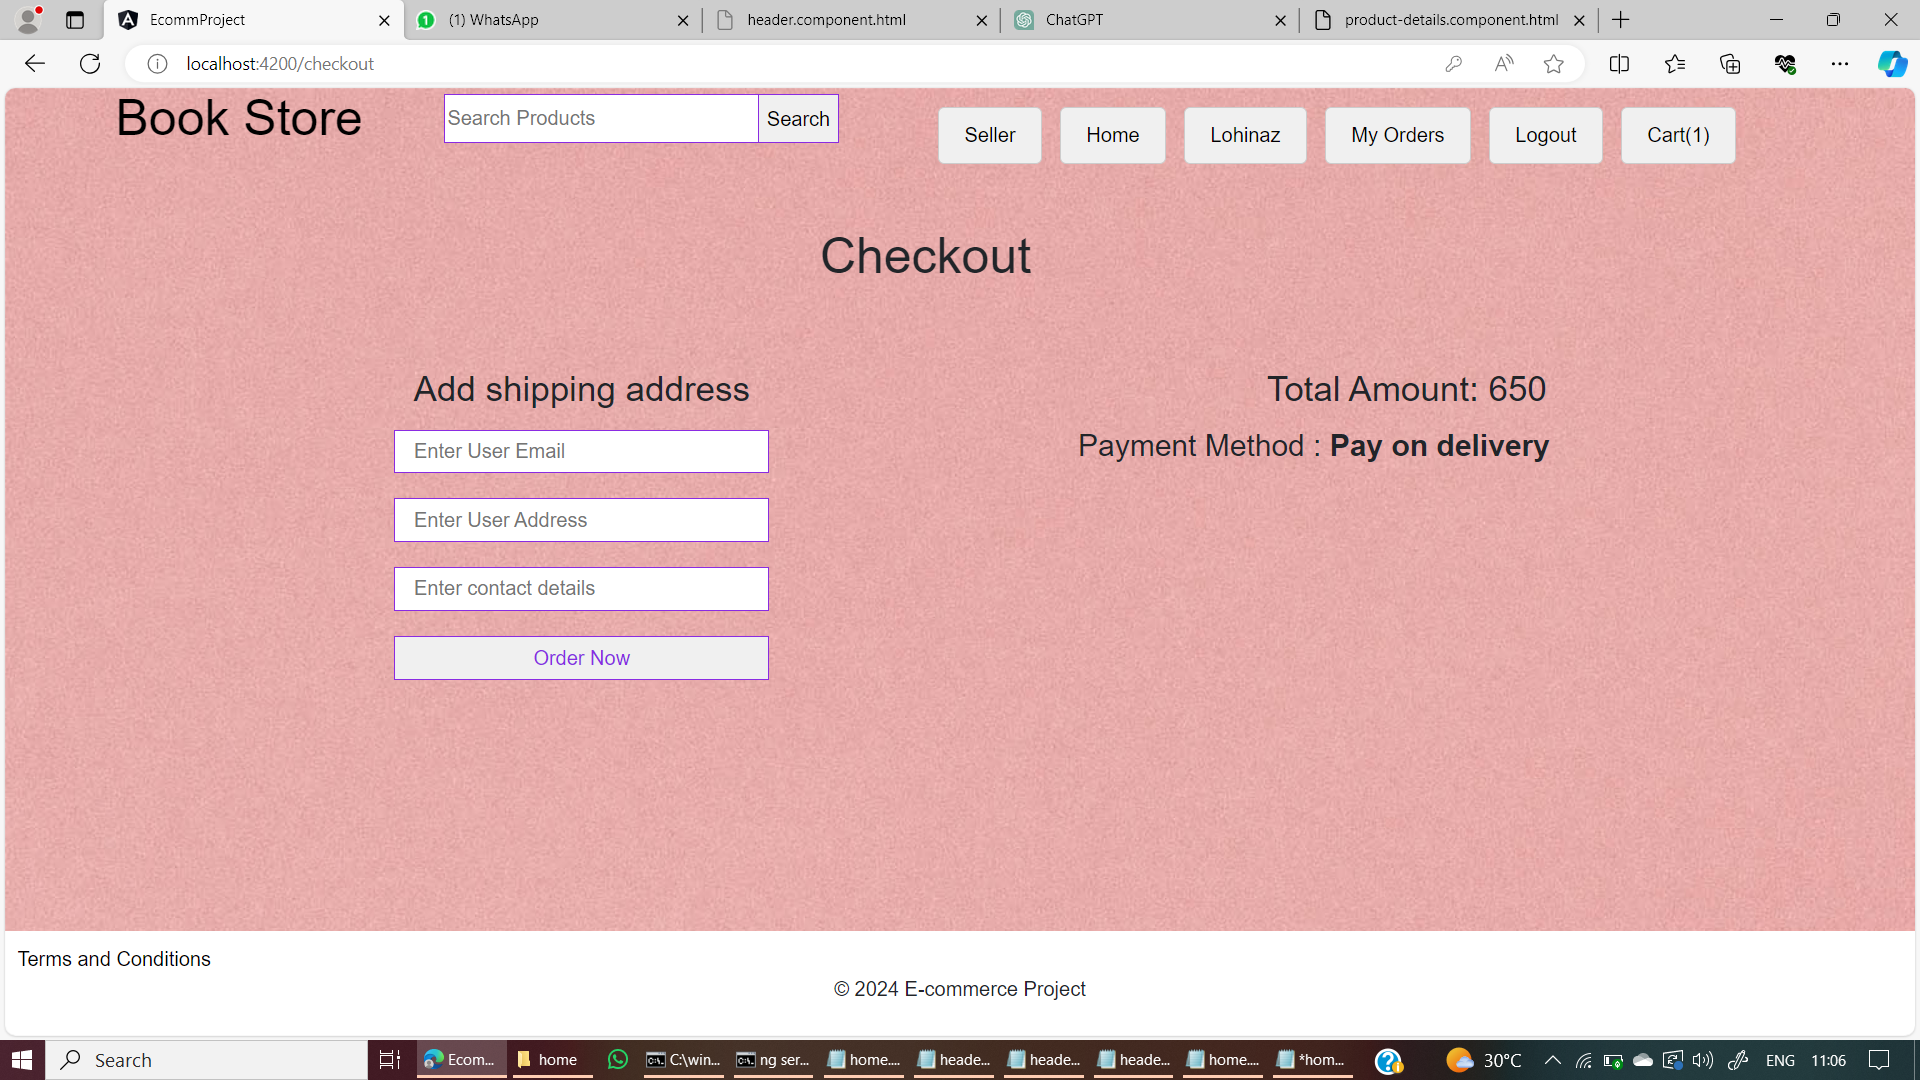 EcommProject
(1) WhatsApp
header.component.html
ChatGPT
product-details.component.html
localhost:4200/checkout
Book Store
Search Products
Search
Seller
Home
Lohinaz
My Orders
Logout
Cart(1)
Checkout
Add shipping address
Total Amount: 650
Enter User Email
Payment Method : Pay on delivery
Enter User Address
Enter contact details
Order Now
Terms and Conditions
© 2024 E-commerce Project
Search
Ecom...
home
C:\win...
ng ser...
home....
heade...
heade...
heade...
home....
*hom...
30°C
ENG
11:06